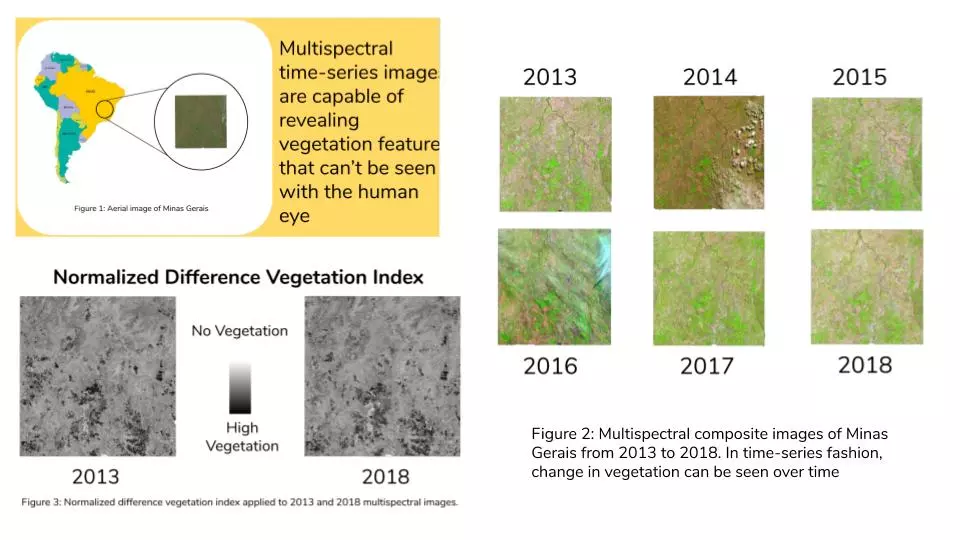 Multispectral
time-series image
are capable of
revealing
vegetation feature
that can't be seen
with the human
eye
Figure 1: Aerial image of Minas Gerais
Normalized Difference Vegetation Index
No Vegetation
High
Vegetation
2013
2018
Figure 3: Normalized difference vegetation index applied to 2013 and 2018 multispectral images.
2013
2014
2015
2016
2017
2018
Figure 2: Multispectral composite images of Minas
Gerais from 2013 to 2018. In time-series fashion,
change in vegetation can be seen over time